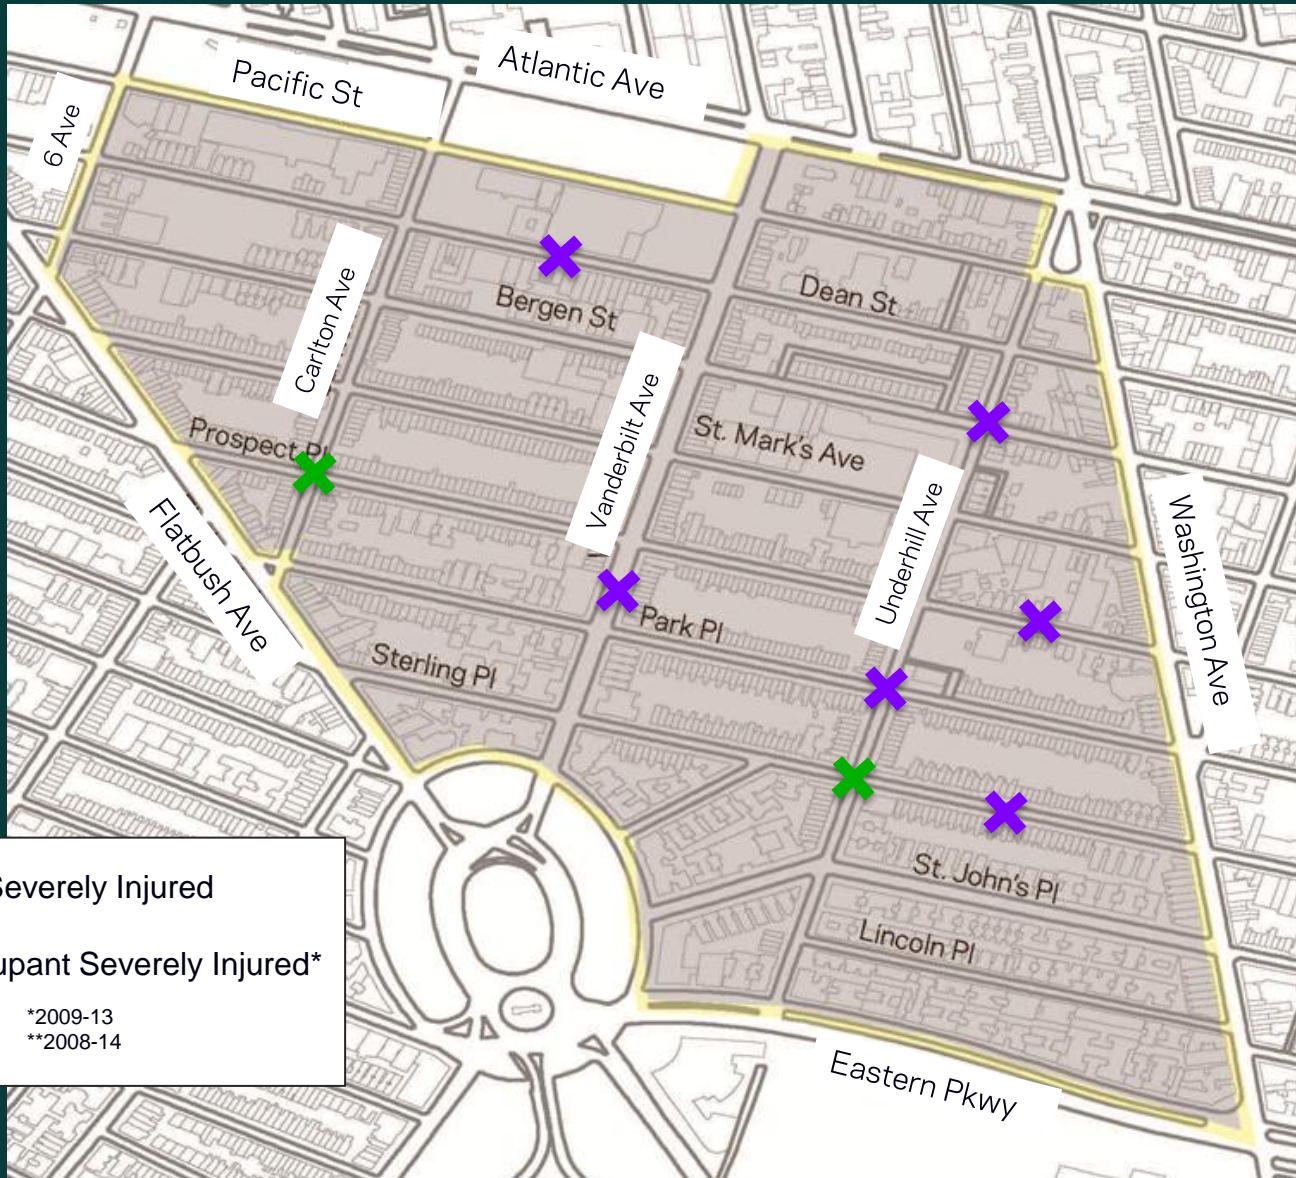 Atlantic Ave
Pacific St
6 Ave
Carlton Ave
Bergen St
Dean St
Vanderbilt Ave
St. Mark's Ave
Prospect Pl
Flatbush Ave
Underhill Ave
Washington Ave
Park Pl
Sterling Pl
St. John's Pl
Lincoln Pl
Eastern Pkwy
Severely Injured
upant Severely Injured*
*2009-13
**2008-14